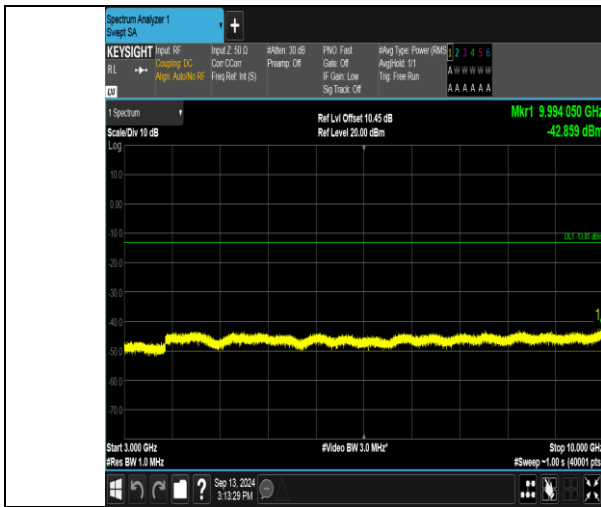 Spectrum Analyzer 1
Swept SA
+
KEYSIGHT
RL
Input: RF
Coupling: DC
Align: Auto/No RF
Input Z: 50 Ω
Corr CCorr
Freq Ref: Int (S)
#Atten: 30 dB
Preamp: Off
PNO: Fast
Gate: Off
IF Gain: Low
Sig Track: Off
#Avg Type: Power (RMS
Avg|Hold: 1/1
Trig: Free Run
1 2 3 4 5 6
A W W W W W
A A A A A A
1 Spectrum
Scale/Div 10 dB
Ref Lvl Offset 10.45 dB
Ref Level 20.00 dBm
Mkr1 9.994 050 GHz
-42.859 dBm
Log
10.0
0.00
-10.0
DL1 -13.00 dBm
-20.0
-30.0
-40.0
1
-50.0
-60.0
-70.0
Start 3.000 GHz
#Res BW 1.0 MHz
#Video BW 3.0 MHz*
Stop 10.000 GHz
#Sweep ~1.00 s (40001 pts
?
Sep 13, 2024
3:13:29 PM